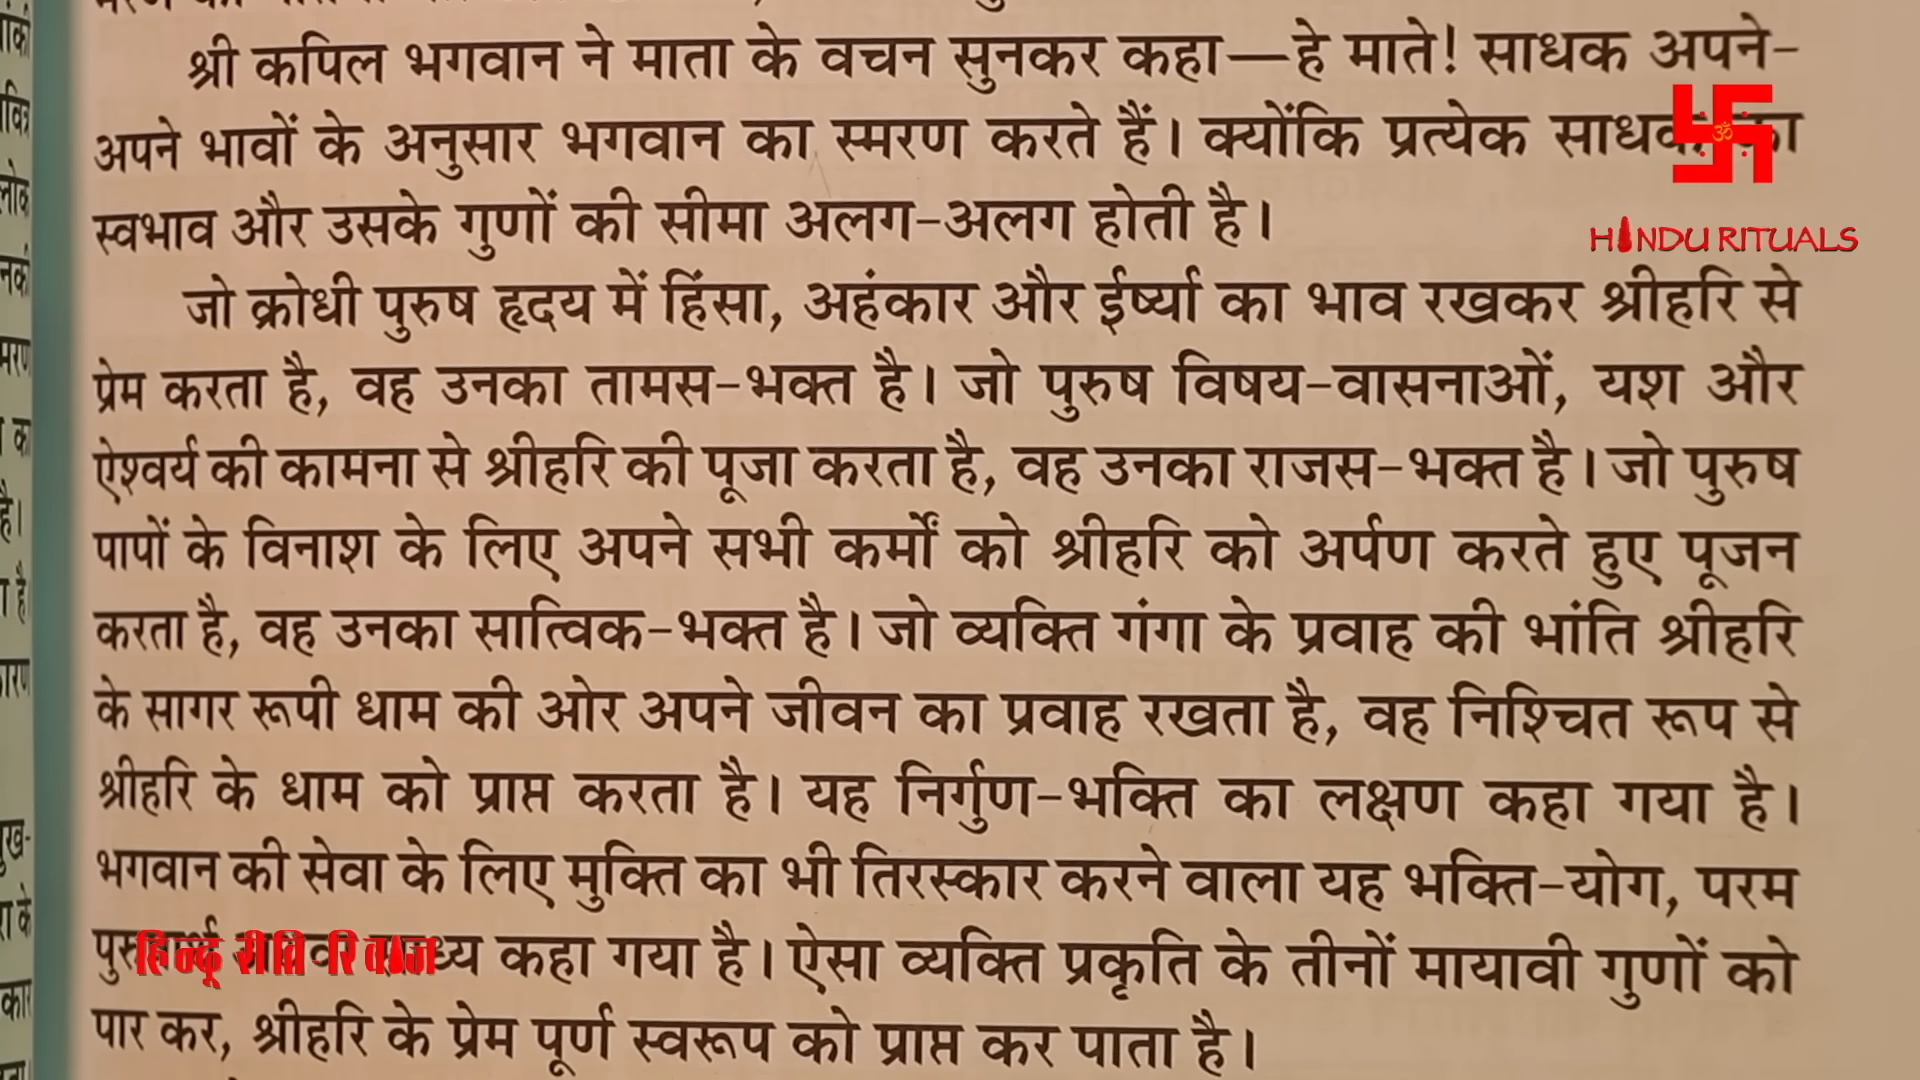 श्री कपिल भगवान ने माता के वचन सुनकर कहा—हे माते! साधक अपने-
अपने भावों के अनुसार भगवान का स्मरण करते हैं। क्योंकि प्रत्येक साधक का
स्वभाव और उसके गुणों की सीमा अलग-अलग होती है।
HINDU RITUALS
जो क्रोधी पुरुष हृदय में हिंसा, अहंकार और ईर्ष्या का भाव रखकर श्रीहरि से
प्रेम करता है, वह उनका तामस-भक्त है। जो पुरुष विषय-वासनाओं, यश और
ऐश्वर्य की कामना से श्रीहरि की पूजा करता है, वह उनका राजस-भक्त है। जो पुरुष
पापों के विनाश के लिए अपने सभी कर्मों को श्रीहरि को अर्पण करते हुए पूजन
करता है, वह उनका सात्विक-भक्त है। जो व्यक्ति गंगा के प्रवाह की भांति श्रीहरि
के सागर रूपी धाम की ओर अपने जीवन का प्रवाह रखता है, वह निश्चित रूप से
श्रीहरि के धाम को प्राप्त करता है। यह निर्गुण-भक्ति का लक्षण कहा गया है।
भगवान की सेवा के लिए मुक्ति का भी तिरस्कार करने वाला यह भक्ति-योग, परम
कहा गया है। ऐसा व्यक्ति प्रकृति के तीनों मायावी गुणों को
हिन्दू रीति-रिवाज
पार कर, श्रीहरि के प्रेम पूर्ण स्वरूप को प्राप्त कर पाता है।